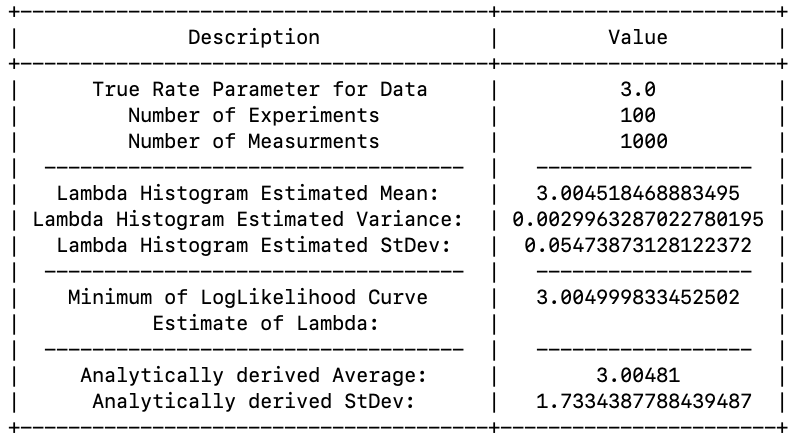 Description Value
True Rate Parameter for Data 3.0
Number of Experiments 100
Number of Measurments 1000
Lambda Histogram Estimated Mean: 3.004518468883495
Lambda Histogram Estimated Variance: 0.0029963287022780195
Lambda Histogram Estimated StDev: 0.05473873128122372
Minimum of LogLikelihood Curve 3.004999833452502
Estimate of Lambda:
Analytically derived Average: 3.00481
Analytically derived StDev: 1.7334387788439487